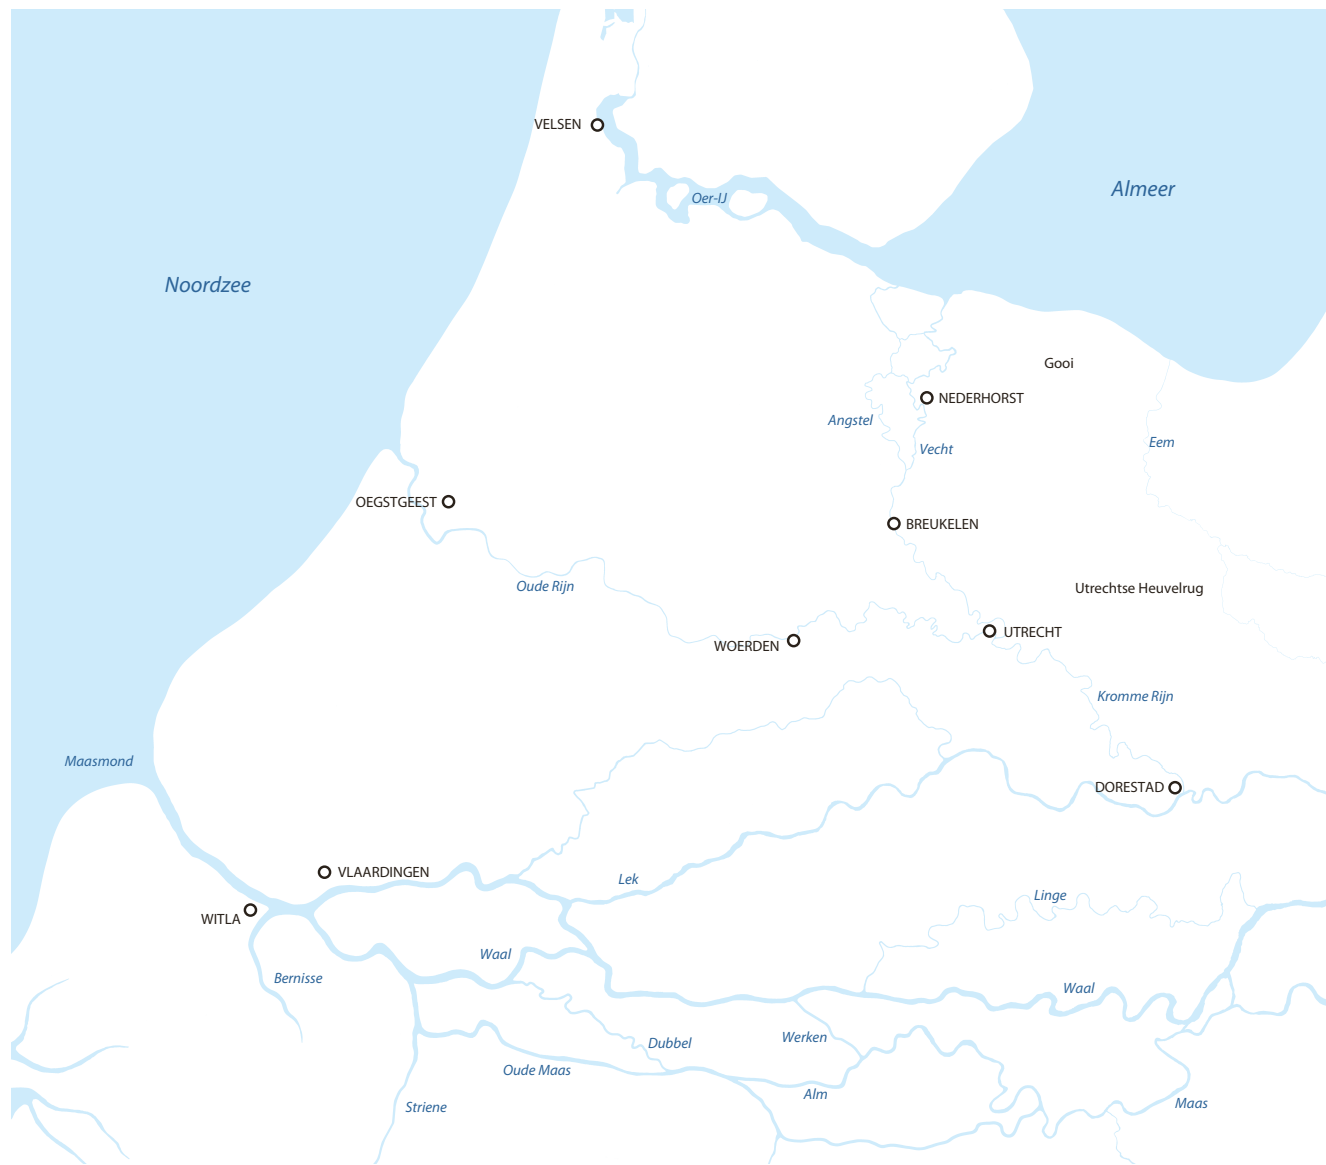 VELSEN
Almeer
Oer-IJ
Noordzee
Gooi
NEDERHORST
Angstel
Vecht
Eem
OEGSTGEEST
BREUKELEN
Oude Rijn
Utrechtse Heuvelrug
UTRECHT
WOERDEN
Kromme Rijn
Maasmond
DORESTAD
VLAARDINGEN
Lek
Linge
WITLA
Waal
Bernisse
Waal
Werken
Dubbel
Oude Maas
Alm
Striene
Maas